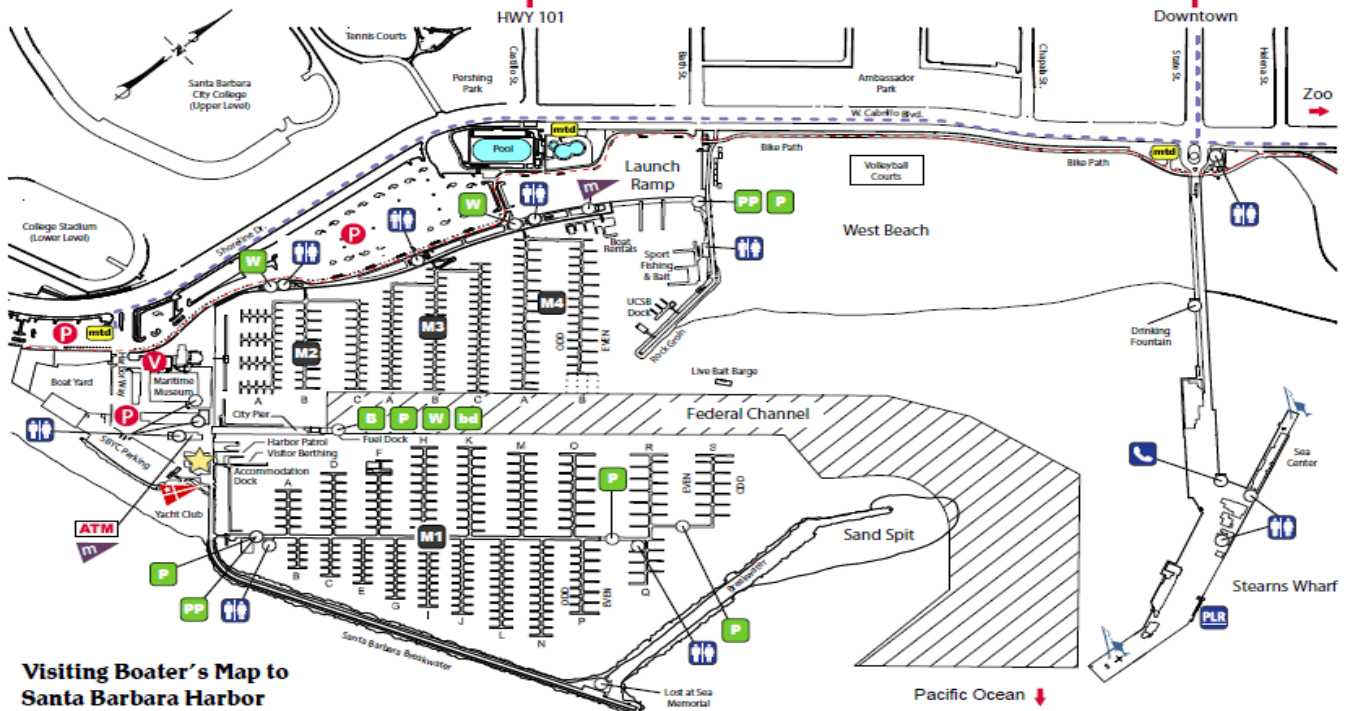 HWY 101
Downtown
Tennis Courts
Castillo St.
Bath St.
Chapala St.
State St.
Helena St.
Santa Barbara
City College
(Upper Level)
Pershing
Park
Ambassador
Park
Zoo
W. Cabrillo Blvd.
mtd
Pool
Bike Path
Bike Path
mtd
Launch
Ramp
Volleyball
Courts
m
W
PP
P
College Stadium
(Lower Level)
Shoreline Dr.
P
West Beach
Boat
Rentals
Sport
Fishing
& Bait
W
UCSB
Dock
M4
M3
M2
ODD
EVEN
Rock Groin
Drinking
Fountain
P
mtd
Harbor Way
V
Boat Yard
Maritime
Museum
Live Bait Barge
A
B
C
A
B
C
A
B
P
City Pier
B
P
W
bd
Federal Channel
Fuel Dock
SBYC Parking
Harbor Patrol
Visitor Berthing
Accommodation
Dock
A
D
F
H
K
M
O
R
S
EVEN
ODD
P
Sea
Center
Yacht Club
ATM
m
M1
Sand Spit
P
PP
B
C
E
G
I
J
L
N
ODD
EVEN
P
Q
Breakwater
P
Stearns Wharf
PLR
Santa Barbara Breakwater
Lost at Sea
Memorial
Pacific Ocean
Visiting Boater's Map to
Santa Barbara Harbor